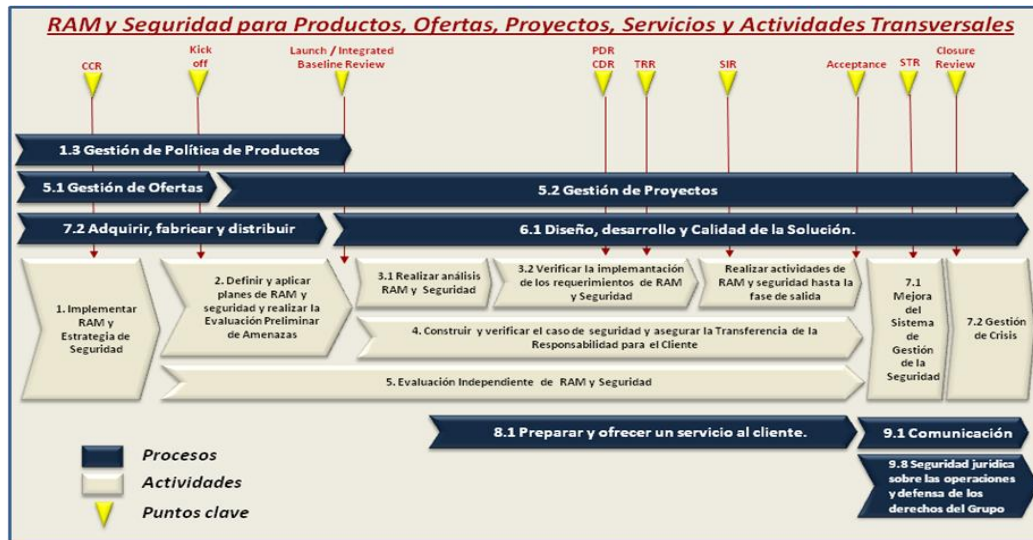 RAM y Seguridad para Productos, Ofertas, Proyectos, Servicios y Actividades Transversales
CCR
Kick
off
Launch / Integrated
Baseline Review
PDR
CDR
TRR
SIR
Acceptance
STR
Closure
Review
1.3 Gestión de Política de Productos
5.1 Gestión de Ofertas
5.2 Gestión de Proyectos
7.2 Adquirir, fabricar y distribuir
6.1 Diseño, desarrollo y Calidad de la Solución.
1. Implementar
RAM y
Estrategia de
Seguridad
2. Definir y aplicar
planes de RAM y
seguridad y realizar la
Evaluación Preliminar
de Amenazas
3.1 Realizar análisis
RAM y Seguridad
3.2 Verificar la implemantación
de los requerimientos de RAM
y Seguridad
Realizar actividades de
RAM y seguridad hasta la
fase de salida
4. Construir y verificar el caso de seguridad y asegurar la Transferencia de la
Responsabilidad para el Cliente
5. Evaluación Independiente de RAM y Seguridad
7.1
Mejora
del
Sistema
de
Gestión
de la
Seguridad
7.2 Gestión
de Crisis
8.1 Preparar y ofrecer un servicio al cliente.
9.1 Comunicación
9.8 Seguridad jurídica
sobre las operaciones
y defensa de los
derechos del Grupo
Procesos
Actividades
Puntos clave